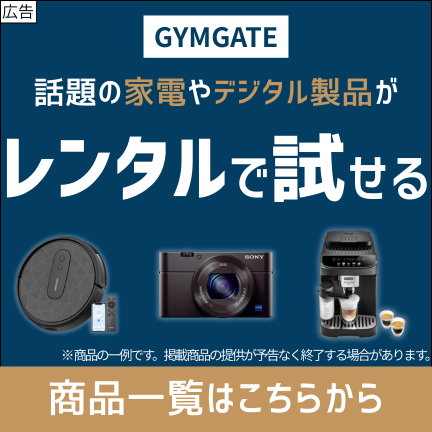 広告
GYMGATE
話題の家電やデジタル製品が
レンタルで試せる
SONY
※商品の一例です。掲載商品の提供が予告なく終了する場合があります。
商品一覧はこちらから